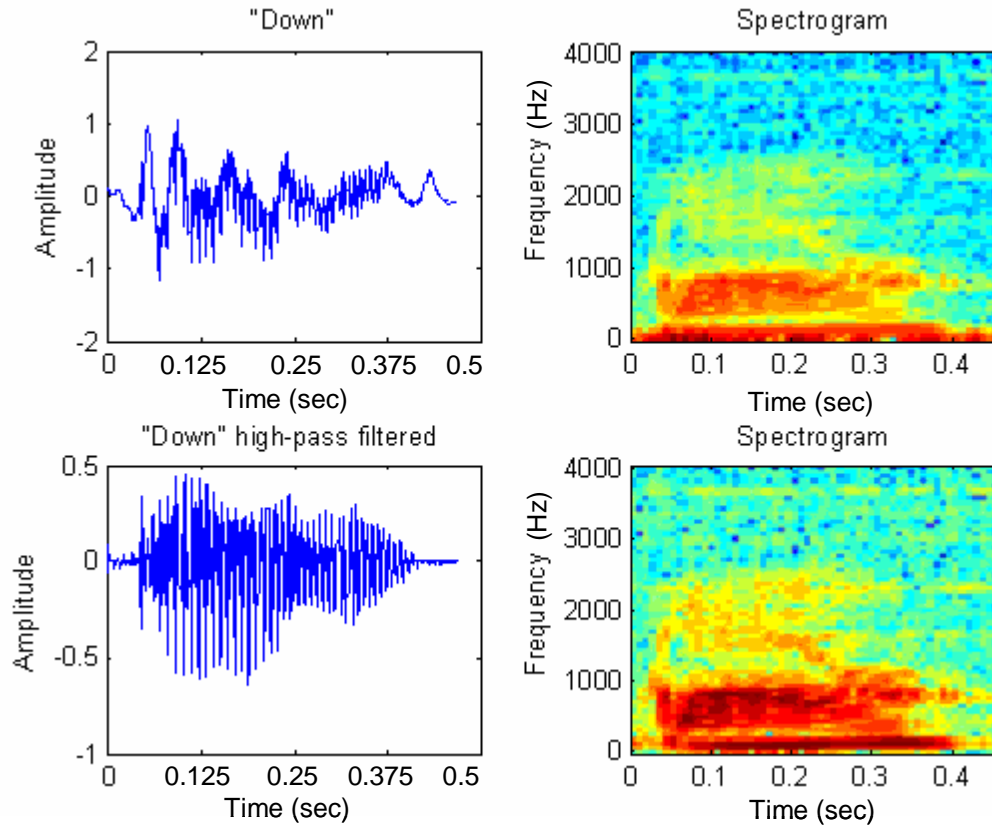 "Down"
2
1
0
-1
-2
Amplitude
0 0.125 0.25 0.375 0.5
Time (sec)
Spectrogram
4000
3000
2000
1000
0
Frequency (Hz)
0 0.1 0.2 0.3 0.4
Time (sec)
"Down" high-pass filtered
0.5
0
-0.5
-1
Amplitude
0 0.125 0.25 0.375 0.5
Time (sec)
Spectrogram
4000
3000
2000
1000
0
Frequency (Hz)
0 0.1 0.2 0.3 0.4
Time (sec)